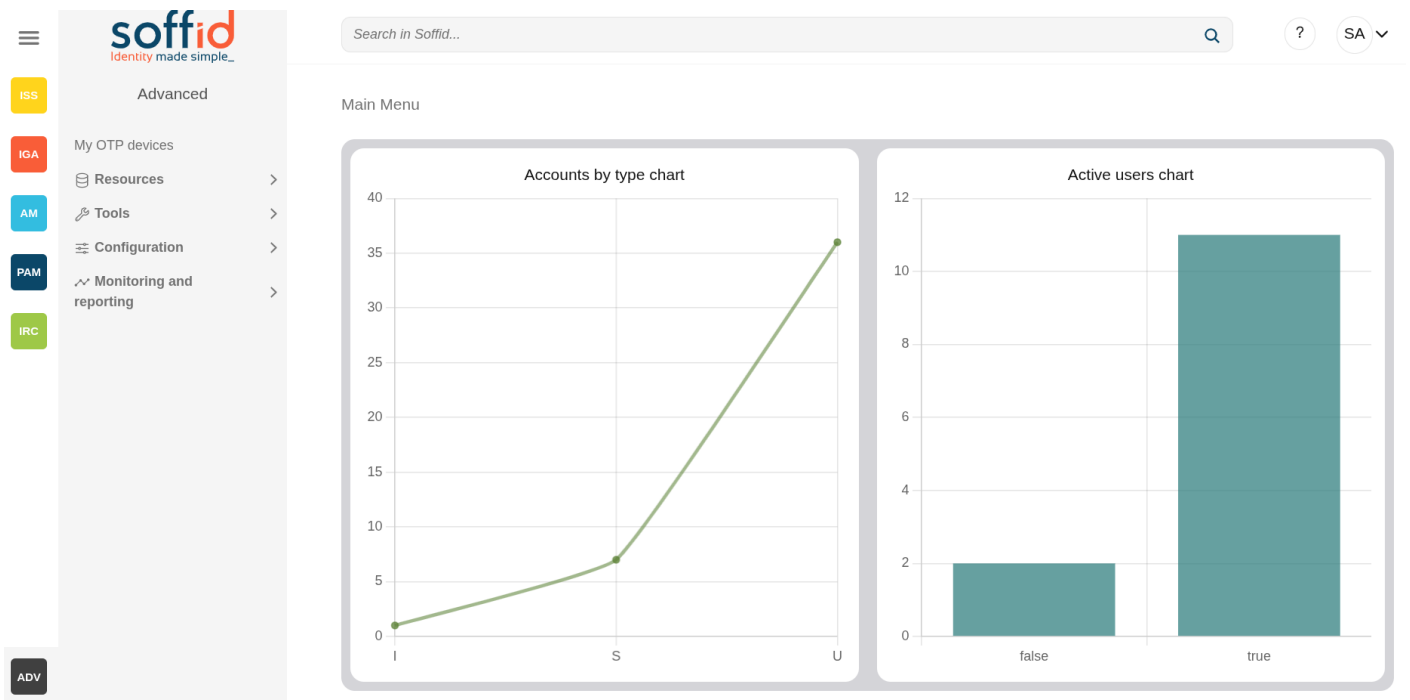 soffid
Identity made simple_
Search in Soffid...
?
SA
ISS
IGA
AM
PAM
IRC
ADV
Advanced
My OTP devices
Resources
Tools
Configuration
Monitoring and
reporting
Main Menu
Accounts by type chart
40
35
30
25
20
15
10
5
0
I
S
U
Active users chart
12
10
8
6
4
2
0
false
true